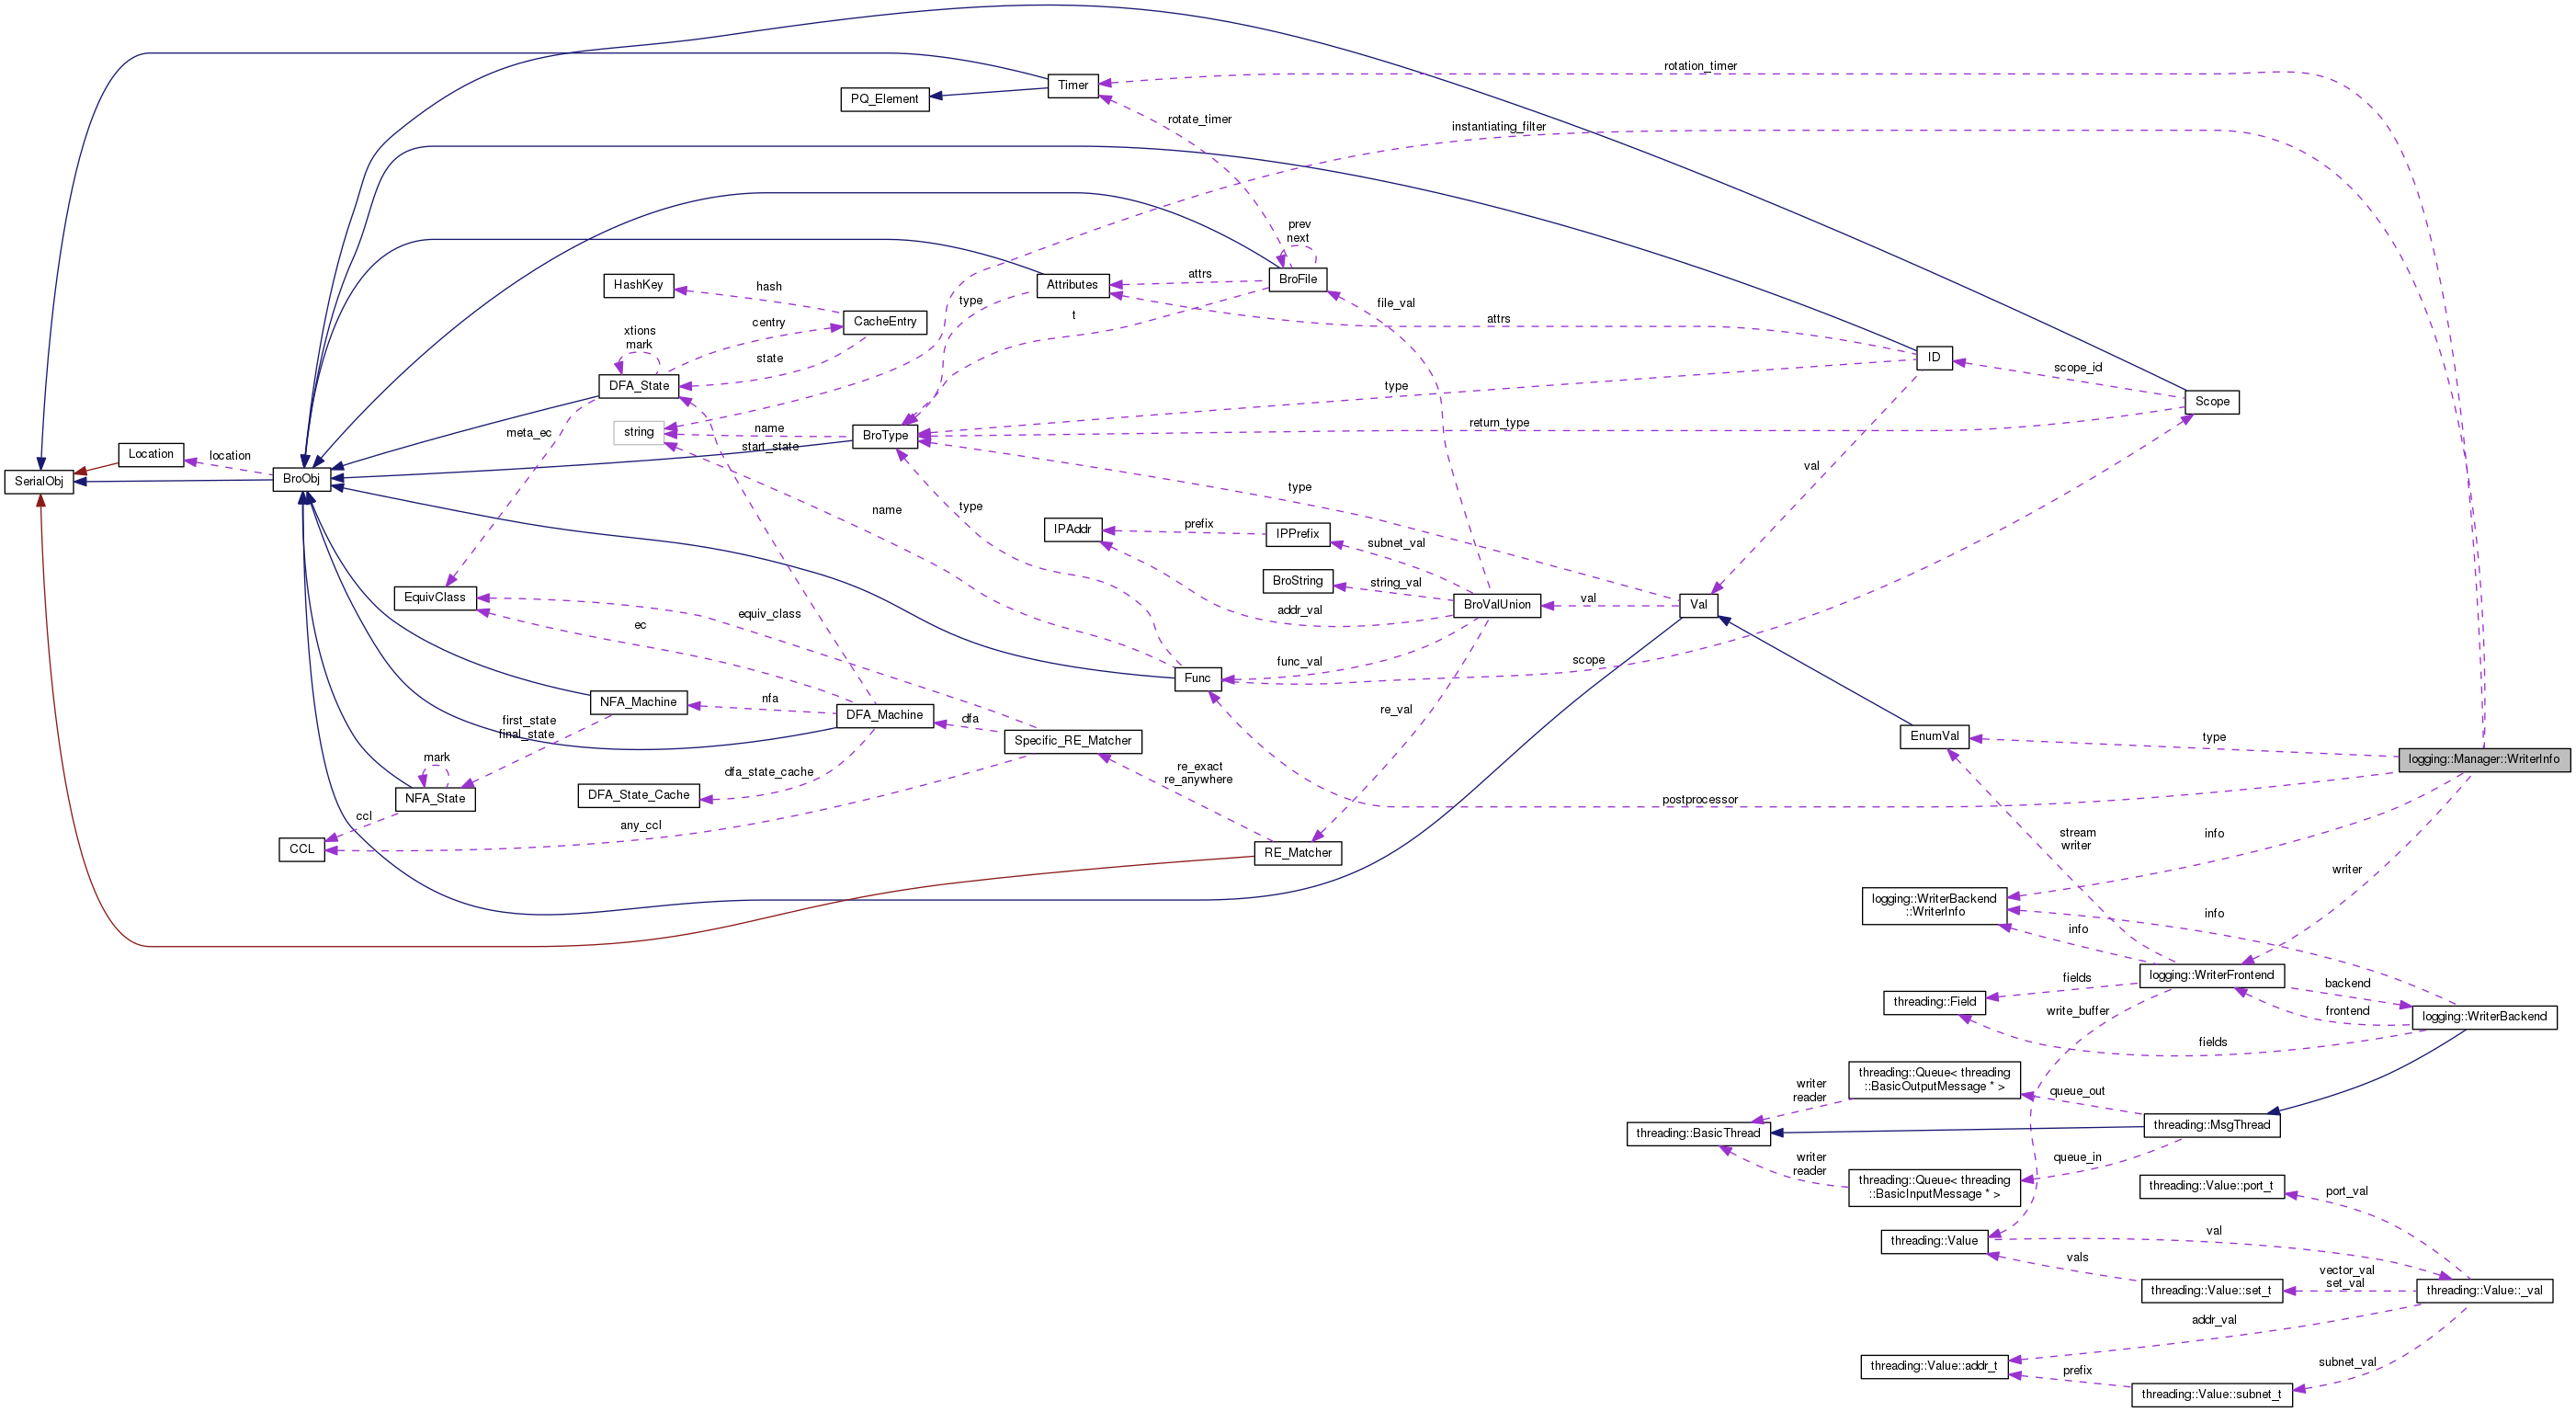 rotation_timer
Timer
PQ_Element
rotate_timer
instantiating_filter
prev
next
HashKey
hash
Attributes
attrs
BroFile
type
file_val
t
CacheEntry
centry
xtions
mark
attrs
state
ID
scope_id
DFA_State
type
Scope
string
name
BroType
return_type
meta_ec
start_state
Location
location
SerialObj
BroObj
val
type
name
type
IPAddr
prefix
IPPrefix
subnet_val
BroString
string_val
EquivClass
equiv_class
addr_val
BroValUnion
val
Val
ec
func_val
scope
Func
NFA_Machine
nfa
DFA_Machine
dfa
re_val
first_state
final_state
Specific_RE_Matcher
EnumVal
type
logging::Manager::WriterInfo
mark
NFA_State
dfa_state_cache
DFA_State_Cache
re_exact
re_anywhere
postprocessor
ccl
any_ccl
CCL
RE_Matcher
stream
writer
info
writer
logging::WriterBackend
::WriterInfo
info
info
logging::WriterFrontend
fields
backend
threading::Field
write_buffer
frontend
logging::WriterBackend
fields
threading::Queue< threading
::BasicOutputMessage * >
writer
reader
queue_out
threading::BasicThread
threading::MsgThread
writer
reader
queue_in
threading::Queue< threading
::BasicInputMessage * >
threading::Value::port_t
port_val
threading::Value
val
vals
vector_val
set_val
threading::Value::set_t
threading::Value::_val
addr_val
threading::Value::addr_t
prefix
subnet_val
threading::Value::subnet_t